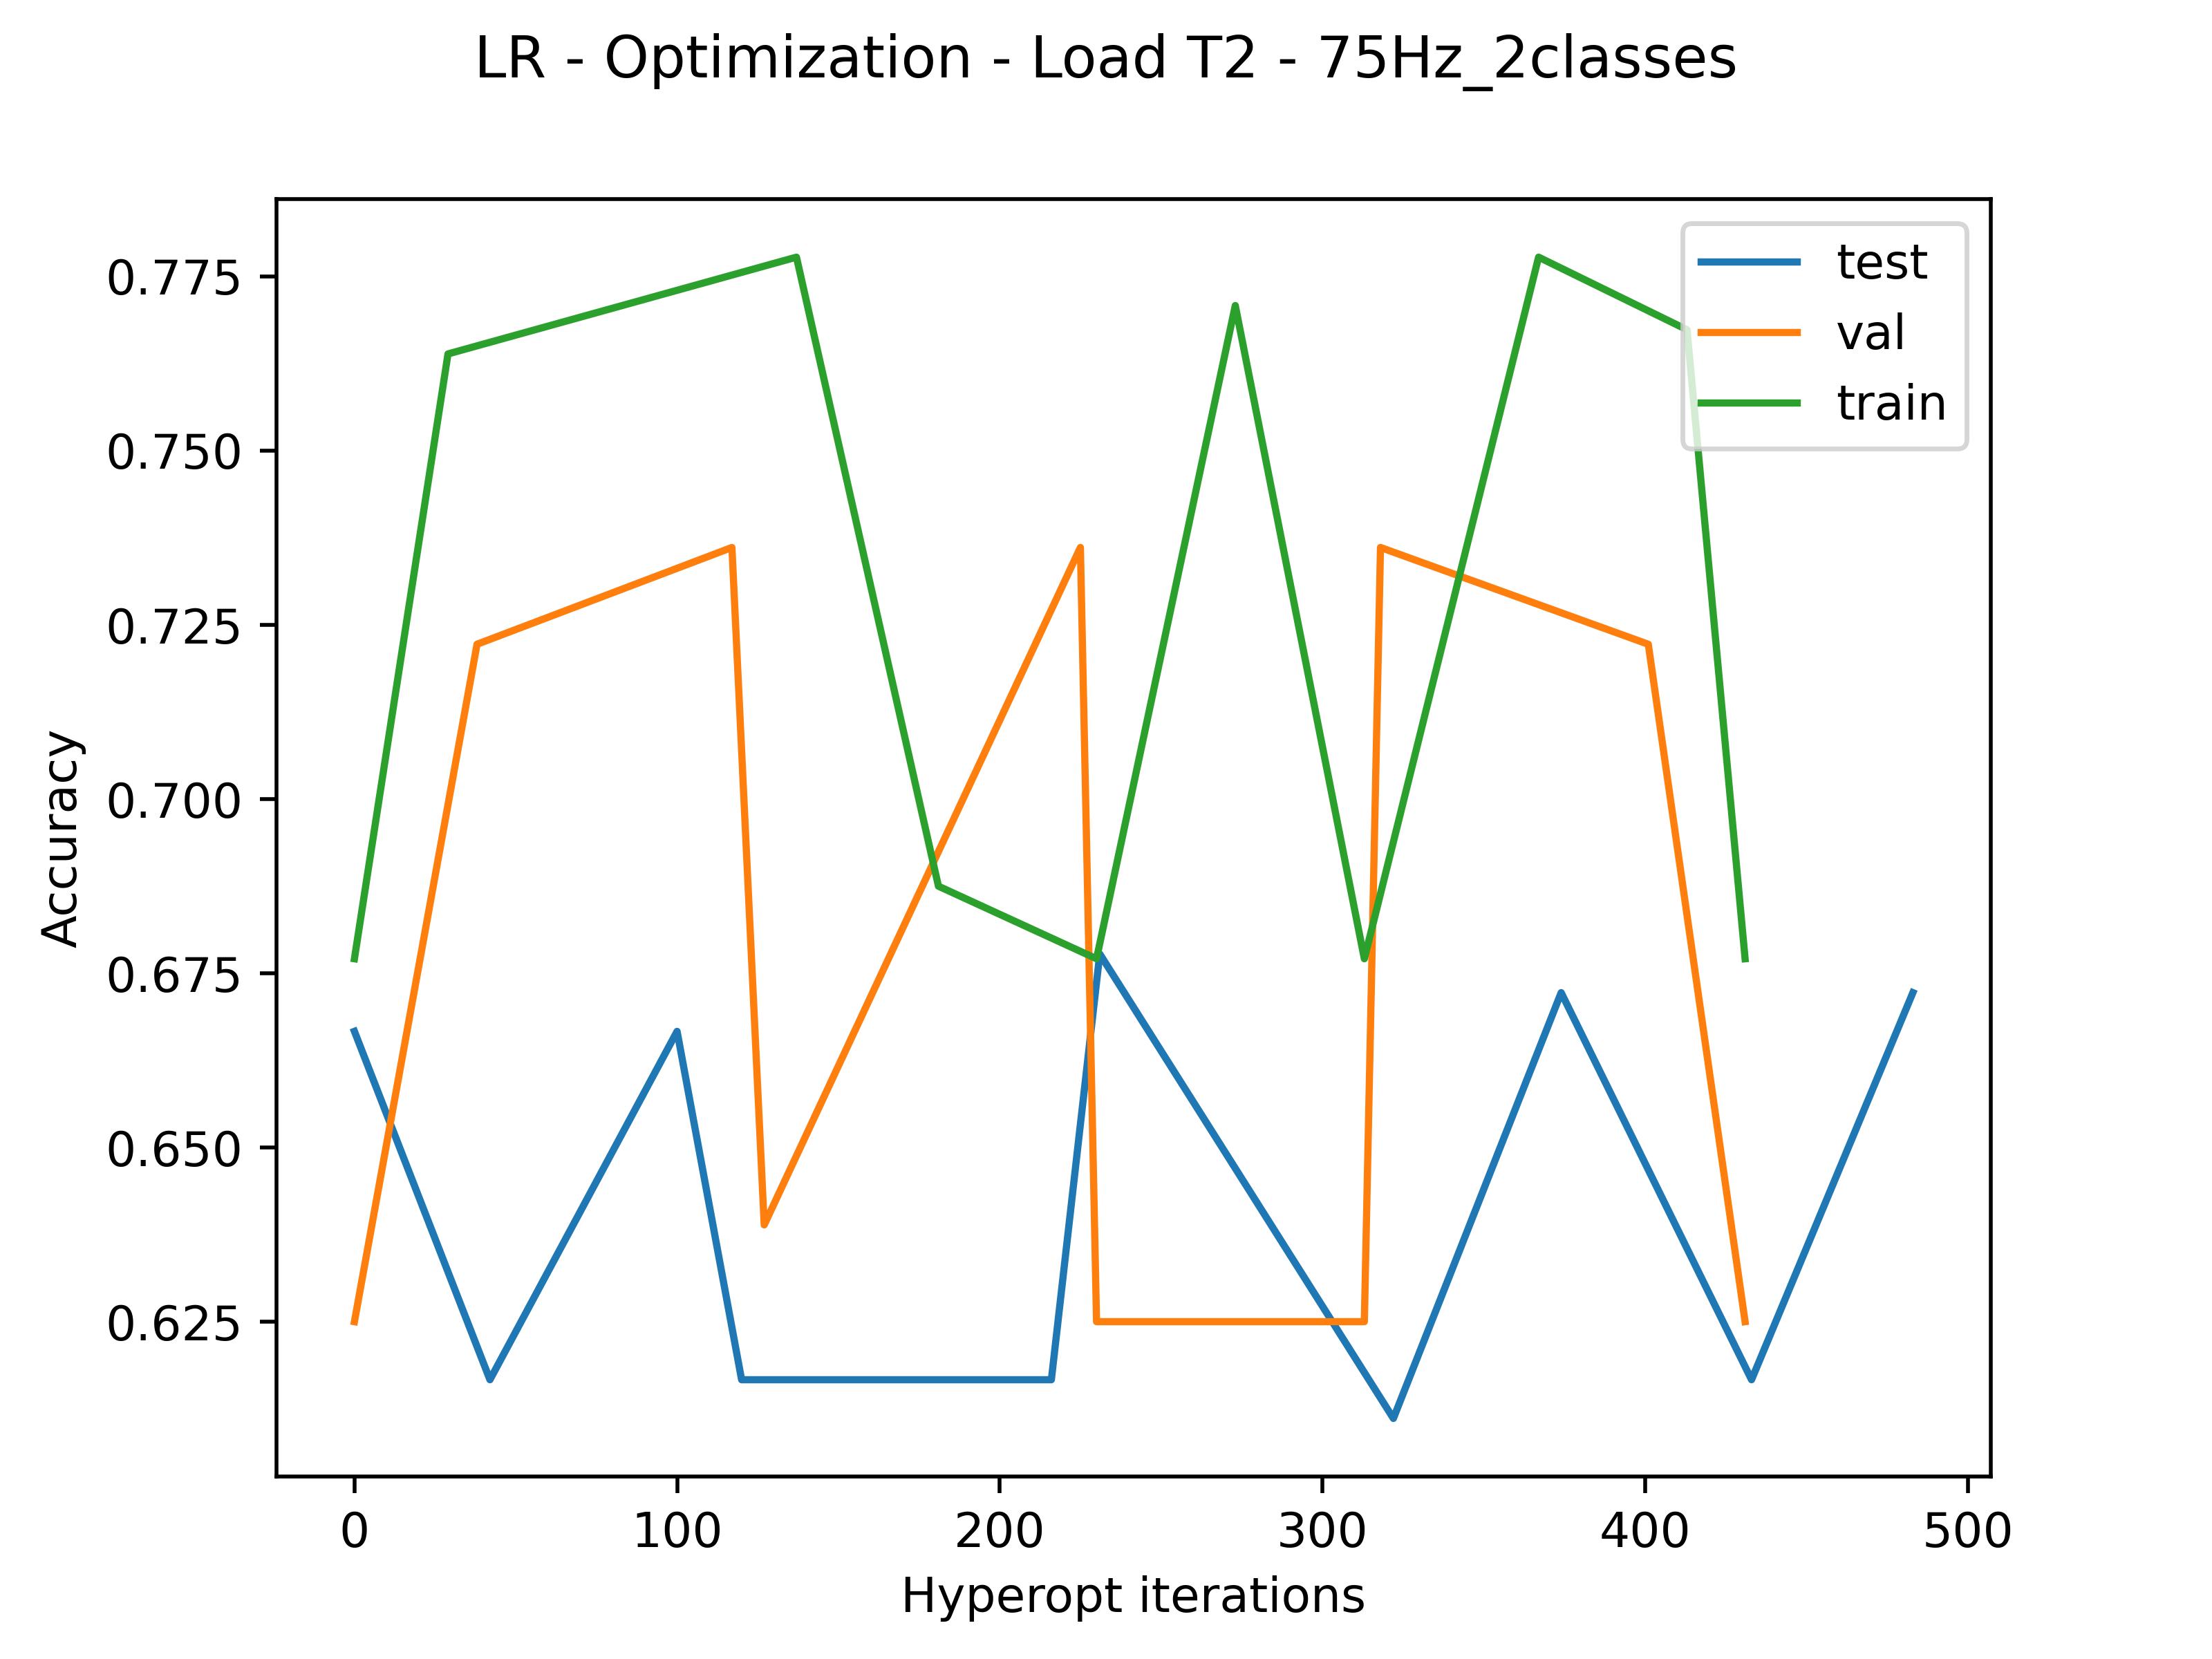 LR - Optimization - Load T2 - 75Hz_2classes
test
val
train
0.775
0.750
0.725
0.700
0.675
0.650
0.625
Accuracy
0 100 200 300 400 500
Hyperopt iterations